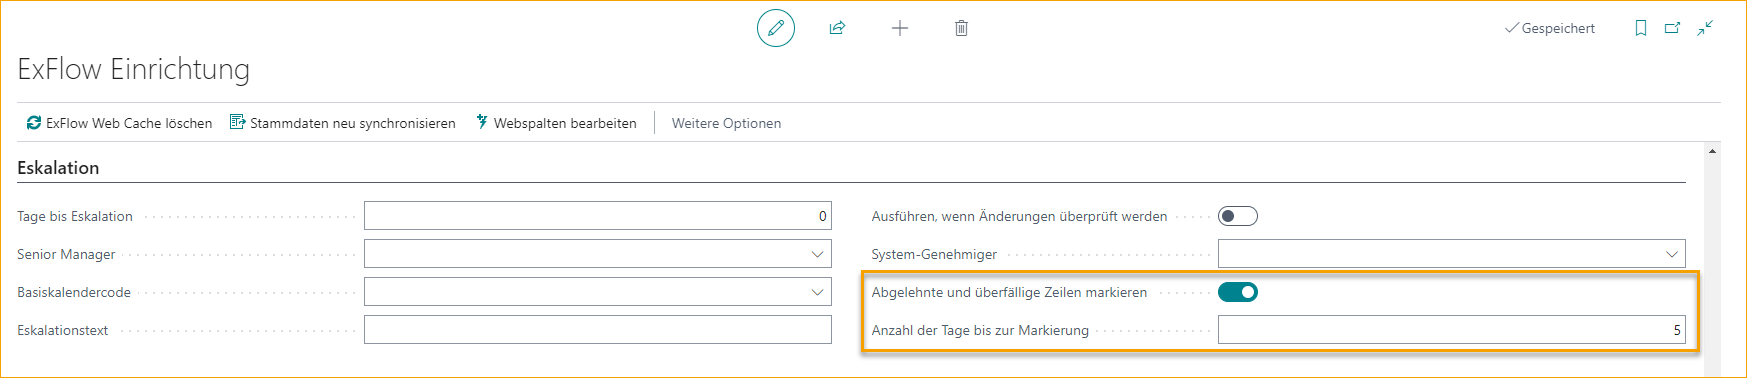 Gespeichert
ExFlow Einrichtung
ExFlow Web Cache löschen Stammdaten neu synchronisieren Webspalten bearbeiten Weitere Optionen
Eskalation
Tage bis Eskalation 0
Ausführen, wenn Änderungen überprüft werden
Senior Manager
System-Genehmiger
Basiskalendercode
Abgelehnte und überfällige Zeilen markieren
Eskalationstext
Anzahl der Tage bis zur Markierung 5